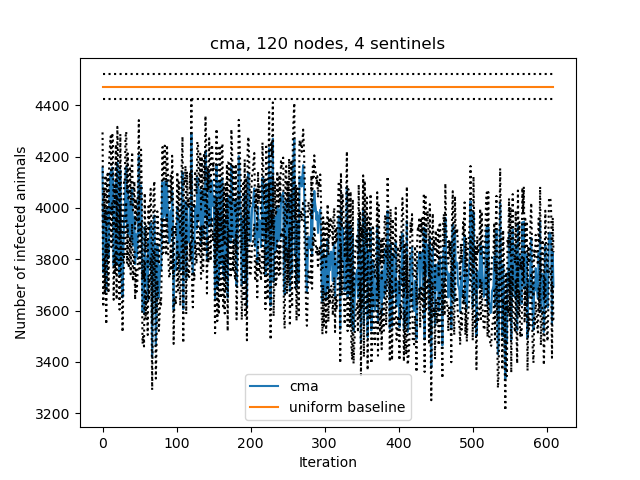 cma, 120 nodes, 4 sentinels
Number of infected animals
4400
4200
4000
3800
3600
3400
3200
cma
uniform baseline
0 100 200 300 400 500 600
Iteration